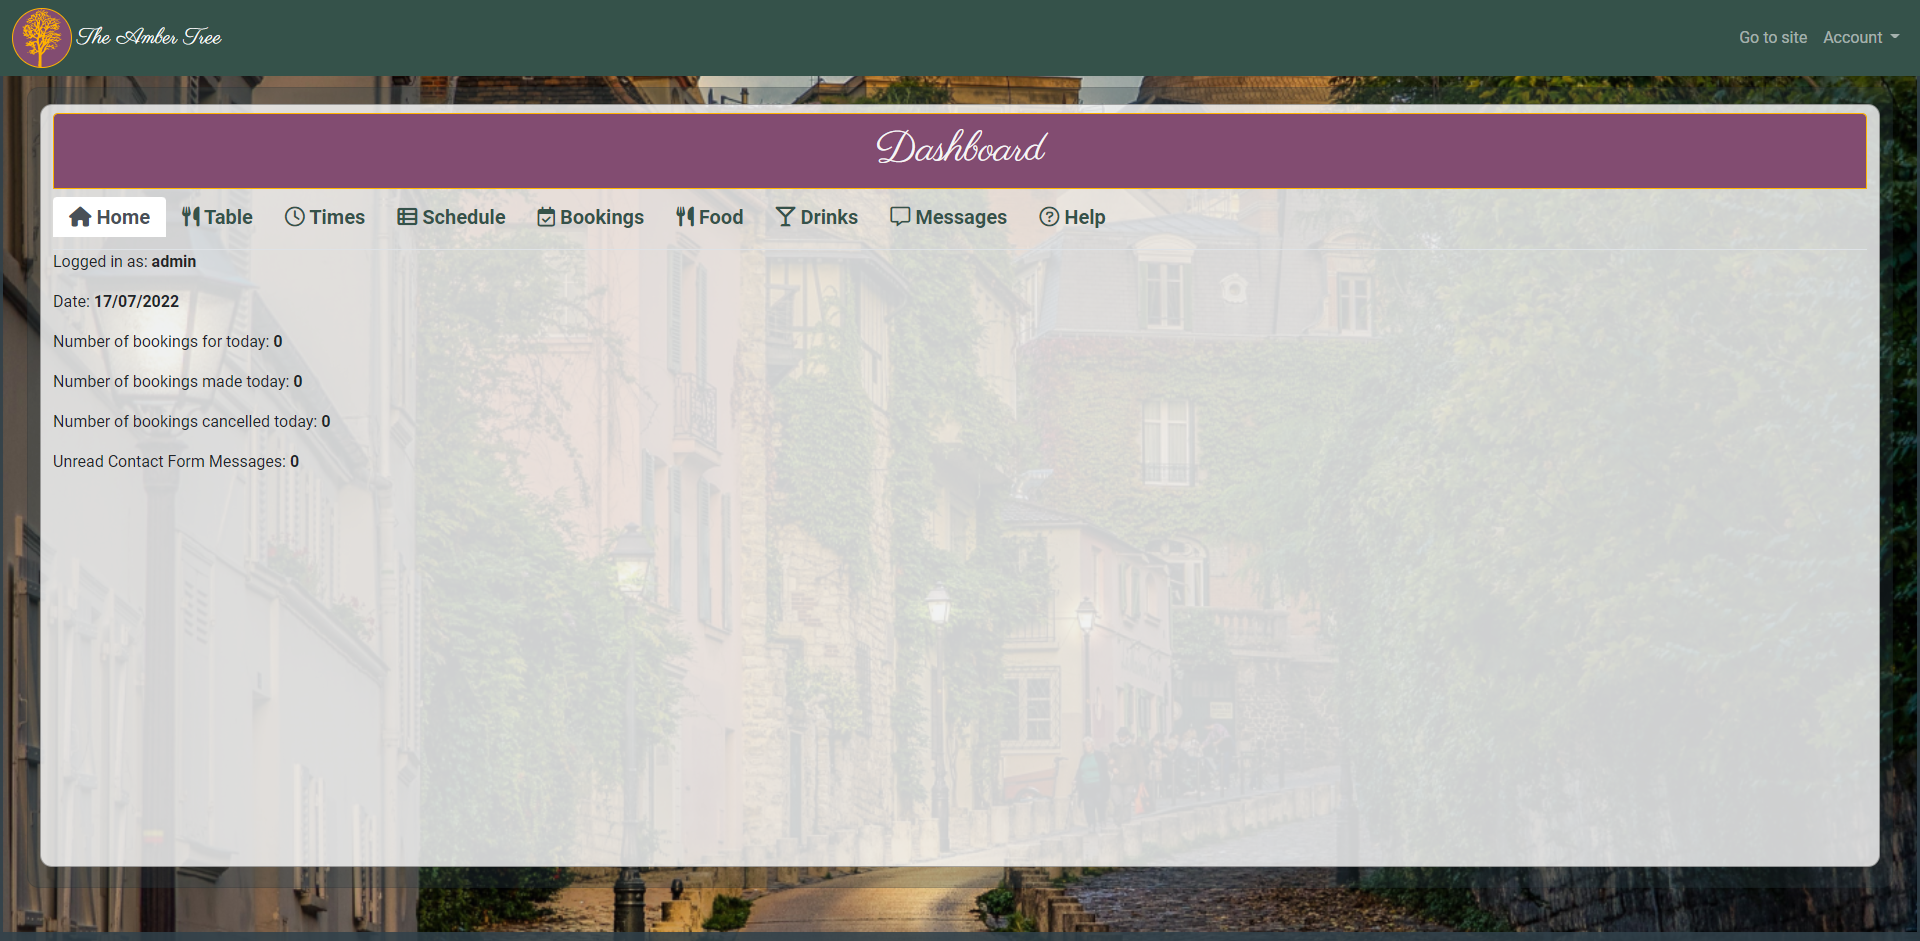 The Amber Tree
Go to site Account
Dashboard
Home Table Times Schedule Bookings Food Drinks Messages Help
Logged in as: admin
Date: 17/07/2022
Number of bookings for today: 0
Number of bookings made today: 0
Number of bookings cancelled today: 0
Unread Contact Form Messages: 0